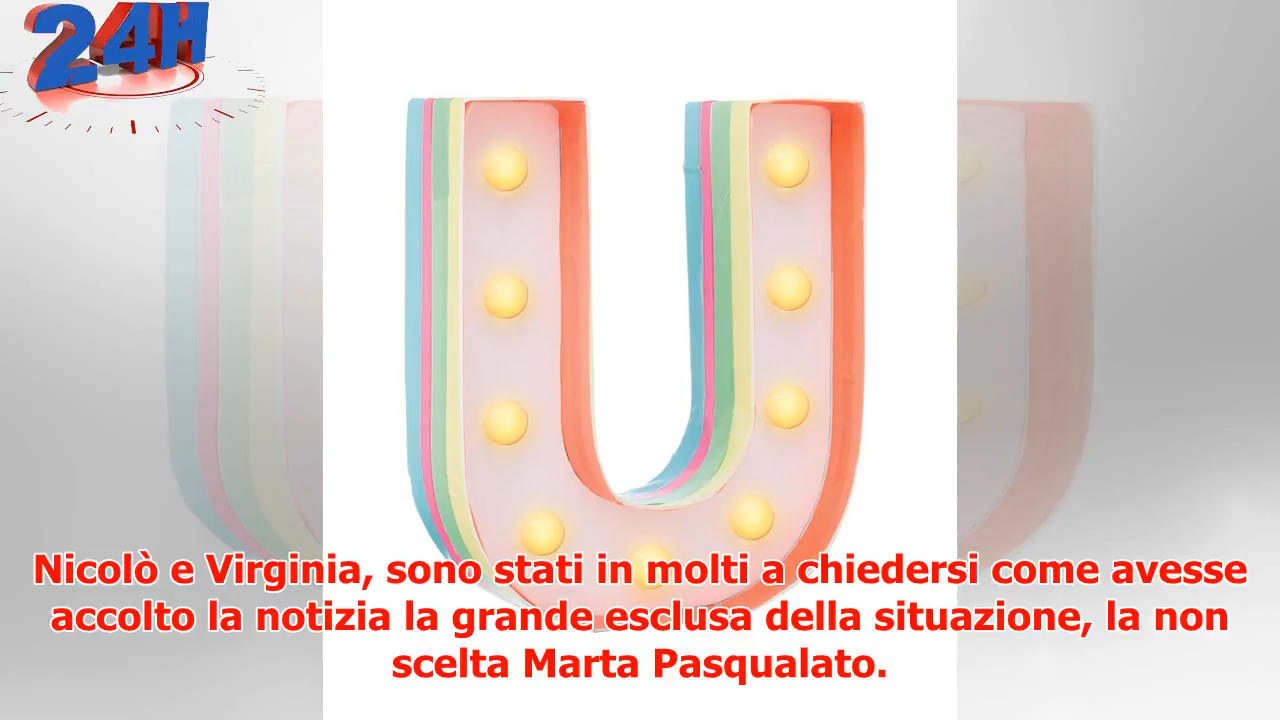 24H
U
Nicolò e Virginia, sono stati in molti a chiedersi come avesse
accolto la notizia la grande esclusa della situazione, la non
scelta Marta Pasqualato.